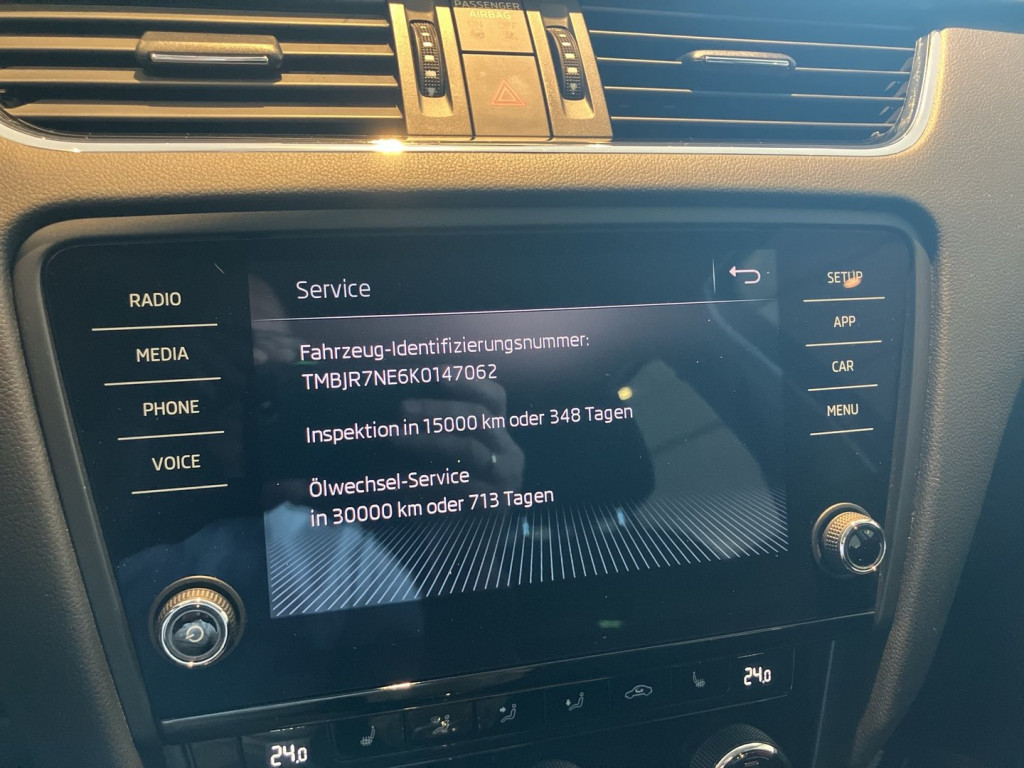 PASSENGER
AIRBAG
Service
RADIO
MEDIA
PHONE
VOICE
Fahrzeug-Identifizierungsnummer:
TMBJR7NE6K0147062
Inspektion in 15000 km oder 348 Tagen
Ölwechsel-Service
in 30000 km oder 713 Tagen
SETUP
APP
CAR
MENU
24.0
24.0